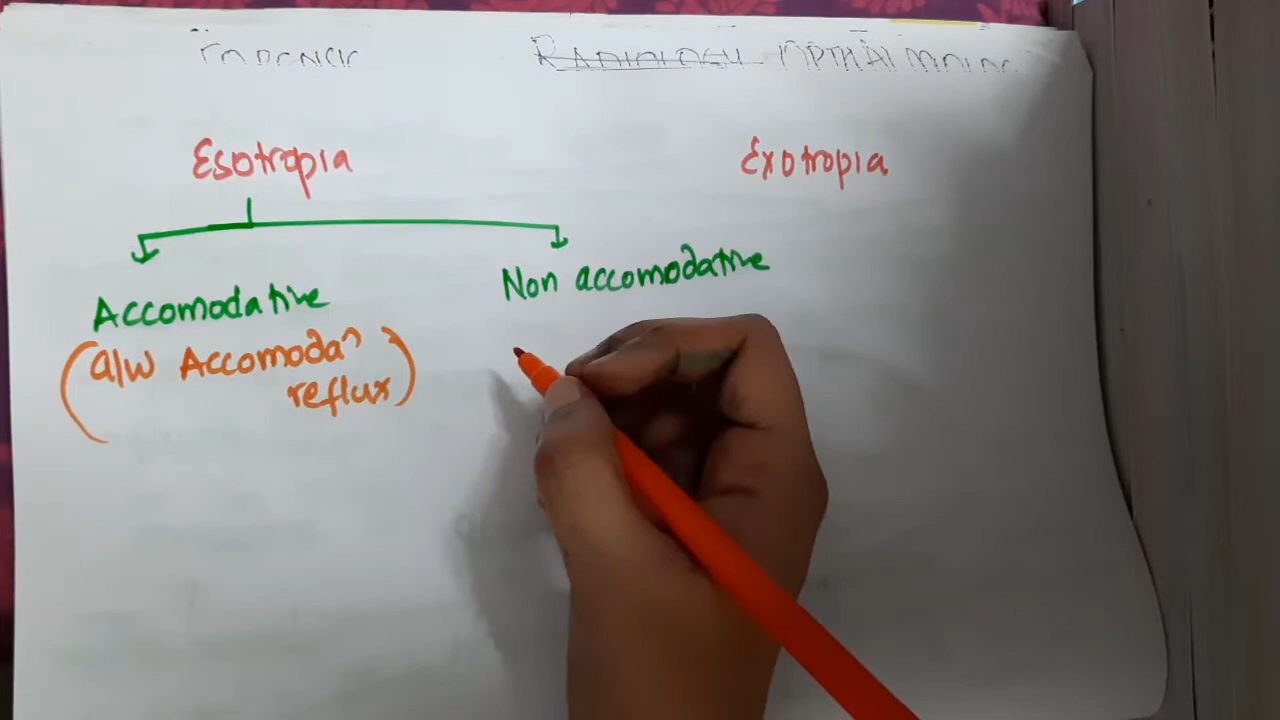 Esotropia
Exotropia
Accomodative
Non accomodative
(a/w Accomodaⁿ
reflux)